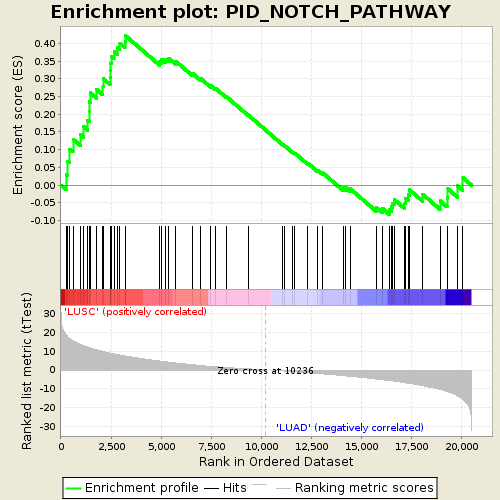 Enrichment plot: PID_NOTCH_PATHWAY
Enrichment score (ES)
0.40
0.35
0.30
0.25
0.20
0.15
0.10
0.05
0.00
-0.05
-0.10
'LUSC' (positively correlated)
Ranked list metric (tTest)
30
20
10
0
-10
-20
-30
Zero cross at 10236
'LUAD' (negatively correlated)
0 2,500 5,000 7,500 10,000 12,500 15,000 17,500 20,000
Rank in Ordered Dataset
Enrichment profile Hits Ranking metric scores